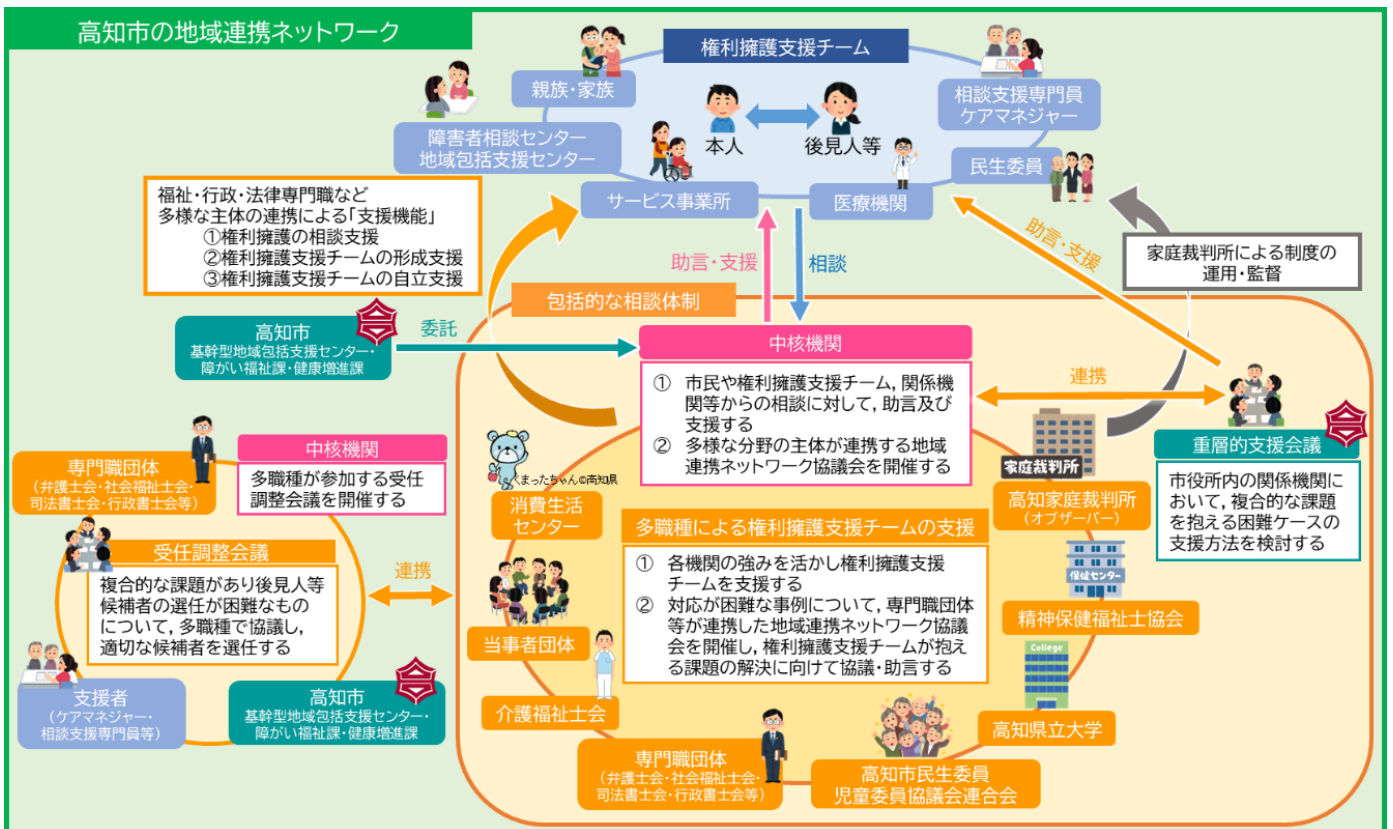 高知市の地域連携ネットワーク
権利擁護支援チーム
親族・家族
障害者相談センター
地域包括支援センター
本人
後見人等
相談支援専門員
ケアマネジャー
民生委員
サービス事業所
医療機関
福祉・行政・法律専門職など
多様な主体の連携による「支援機能」
①権利擁護の相談支援
②権利擁護支援チームの形成支援
③権利擁護支援チームの自立支援
助言・支援
相談
助言・支援
家庭裁判所による制度の
運用・監督
包括的な相談体制
高知市
基幹型地域包括支援センター・
障がい福祉課・健康増進課
委託
中核機関
① 市民や権利擁護支援チーム,関係機
関等からの相談に対して,助言及び
支援する
② 多様な分野の主体が連携する地域
連携ネットワーク協議会を開催する
連携
重層的支援会議
市役所内の関係機関に
おいて,複合的な課題
を抱える困難ケースの
支援方法を検討する
専門職団体
(弁護士会・社会福祉士会・
司法書士会・行政書士会等)
中核機関
多職種が参加する受任
調整会議を開催する
受任調整会議
複合的な課題があり後見人等
候補者の選任が困難なもの
について,多職種で協議し,
適切な候補者を選任する
連携
支援者
(ケアマネジャー・
相談支援専門員等)
高知市
基幹型地域包括支援センター・
障がい福祉課・健康増進課
くまったちゃん©高知県
消費生活
センター
当事者団体
介護福祉士会
専門職団体
(弁護士会・社会福祉士会・
司法書士会・行政書士会等)
多職種による権利擁護支援チームの支援
① 各機関の強みを活かし権利擁護支援
チームを支援する
② 対応が困難な事例について,専門職団体
等が連携した地域連携ネットワーク協議
会を開催し,権利擁護支援チームが抱え
る課題の解決に向けて協議・助言する
家庭裁判所
高知家庭裁判所
(オブザーバー)
保健センター
精神保健福祉士協会
College
高知県立大学
高知市民生委員
児童委員協議会連合会